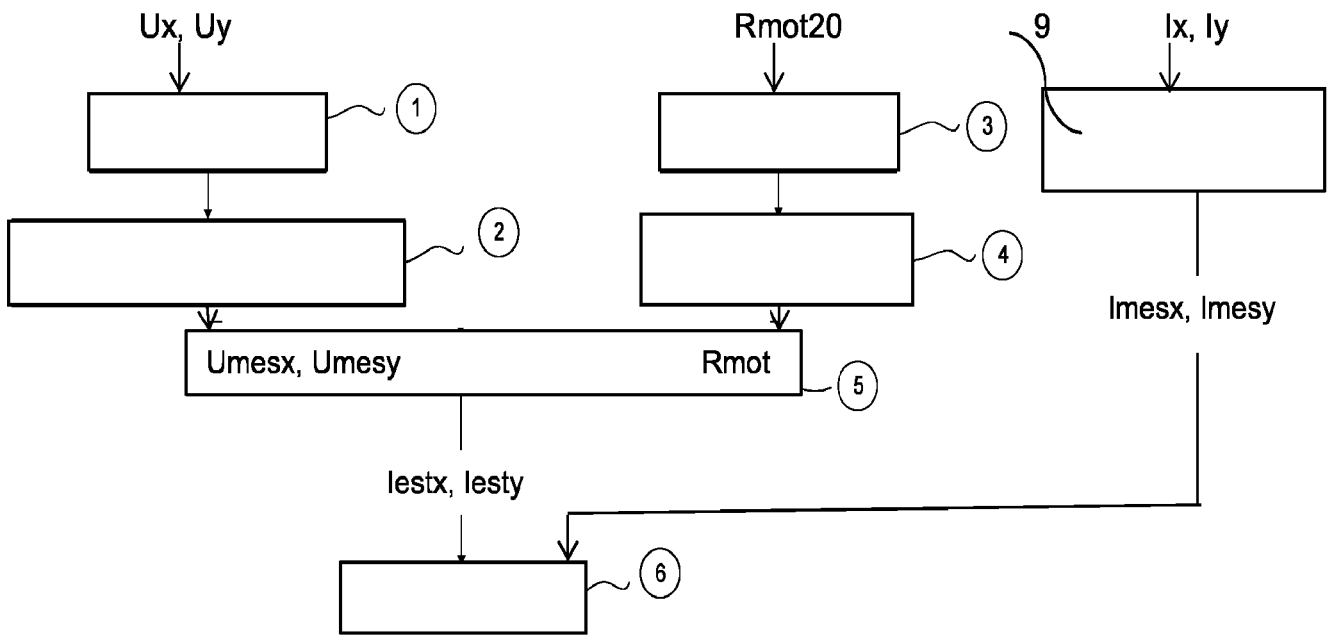 Ux, Uy
Rmot20
9
Ix, Iy
1
3
2
4
Imesx, Imesy
Umesx, Umesy
Rmot
5
Iestx, Iesty
6